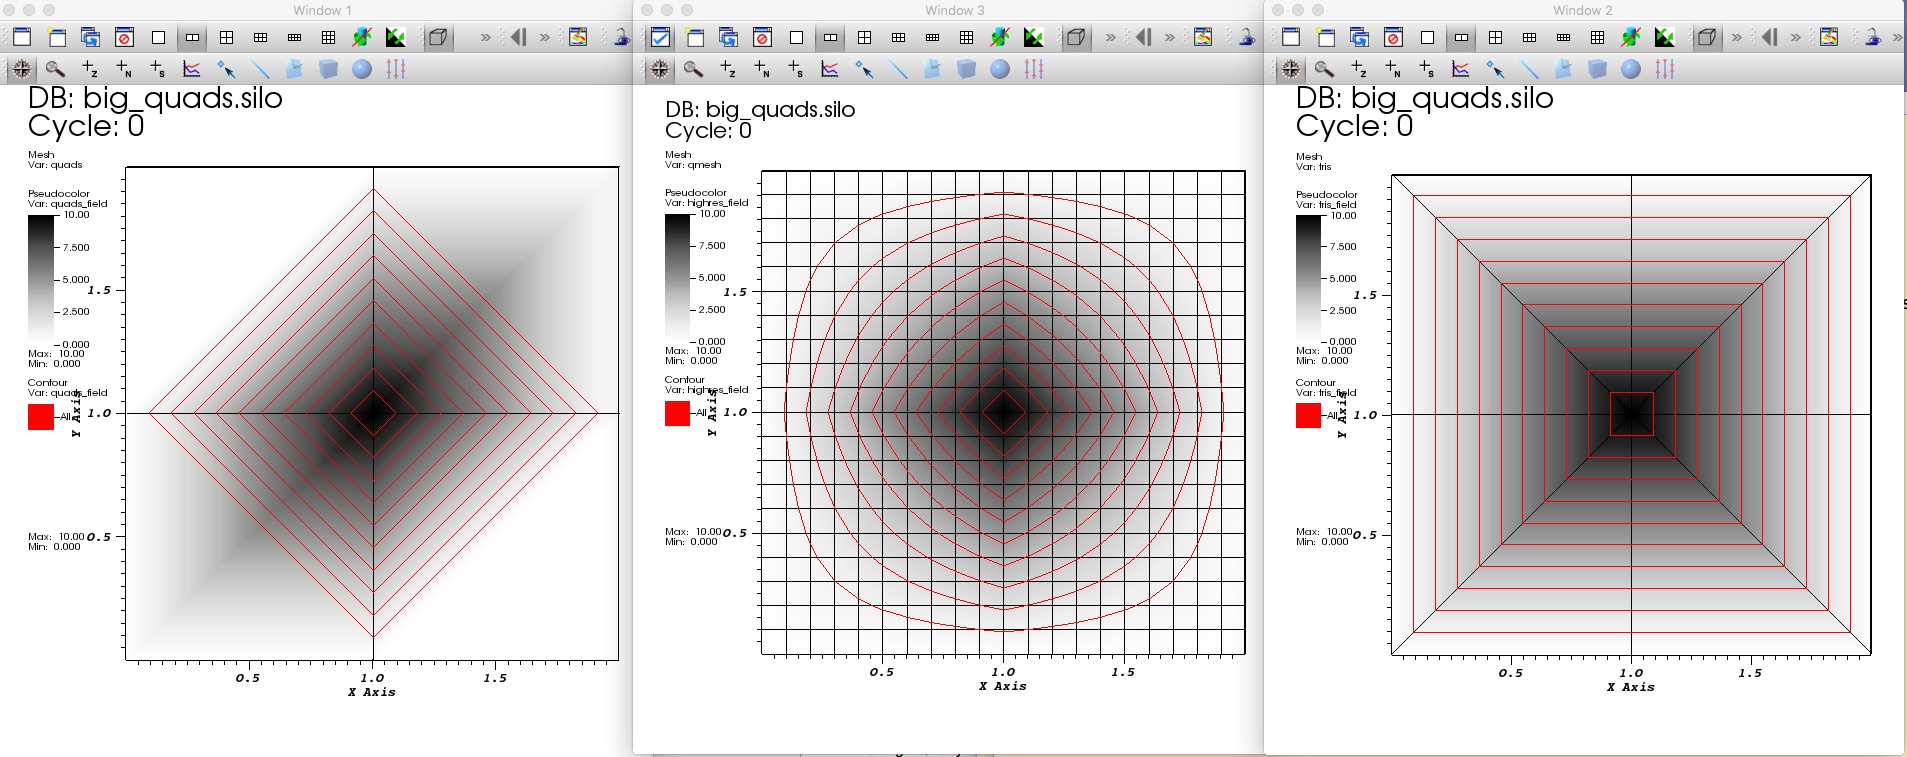 Window 1
DB: big_quads.silo
Cycle: 0
Mesh
Var: quads
Pseudocolor
Var: quads_field
10.00
7.500
5.000
2.500
0.000
Max: 10.00
Min: 0.000
Contour
Var: quads_field
All
Max: 10.00
Min: 0.000
Y Axis
1.5
1.0
0.5
0.5
1.0
1.5
X Axis
Window 3
DB: big_quads.silo
Cycle: 0
Mesh
Var: qmesh
Pseudocolor
Var: highres_field
10.00
7.500
5.000
2.500
0.000
Max: 10.00
Min: 0.000
Contour
Var: highres_field
All
Max: 10.00
Min: 0.000
Y Axis
1.5
1.0
0.5
0.5
1.0
1.5
X Axis
Window 2
DB: big_quads.silo
Cycle: 0
Mesh
Var: tris
Pseudocolor
Var: tris_field
10.00
7.500
5.000
2.500
0.000
Max: 10.00
Min: 0.000
Contour
Var: tris_field
All
Max: 10.00
Min: 0.000
Y Axis
1.5
1.0
0.5
0.5
1.0
1.5
X Axis